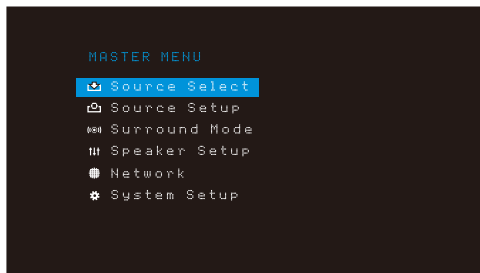 MASTER MENU
Source Select
Source Setup
Surround Mode
Speaker Setup
Network
System Setup